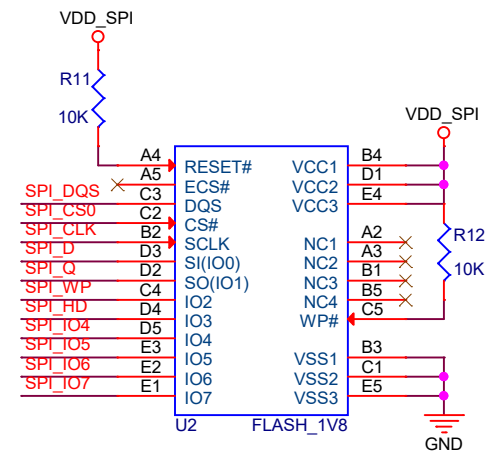 VDD_SPI
R11
10K
VDD_SPI
A4 RESET# VCC1 B4
A5 ECS# VCC2 D1
SPI_DQS C3 DQS VCC3 E4
SPI_CS0 C2 CS#
SPI_CLK B2 SCLK NC1 A2
SPI_D D3 SI(IO0) NC2 A3
SPI_Q D2 SO(IO1) NC3 B1
SPI_WP C4 IO2 NC4 B5
SPI_HD D4 IO3 WP# C5
SPI_IO4 D5 IO4
SPI_IO5 E3 IO5 VSS1 B3
SPI_IO6 E2 IO6 VSS2 C1
SPI_IO7 E1 IO7 VSS3 E5
R12
10K
U2 FLASH_1V8
GND